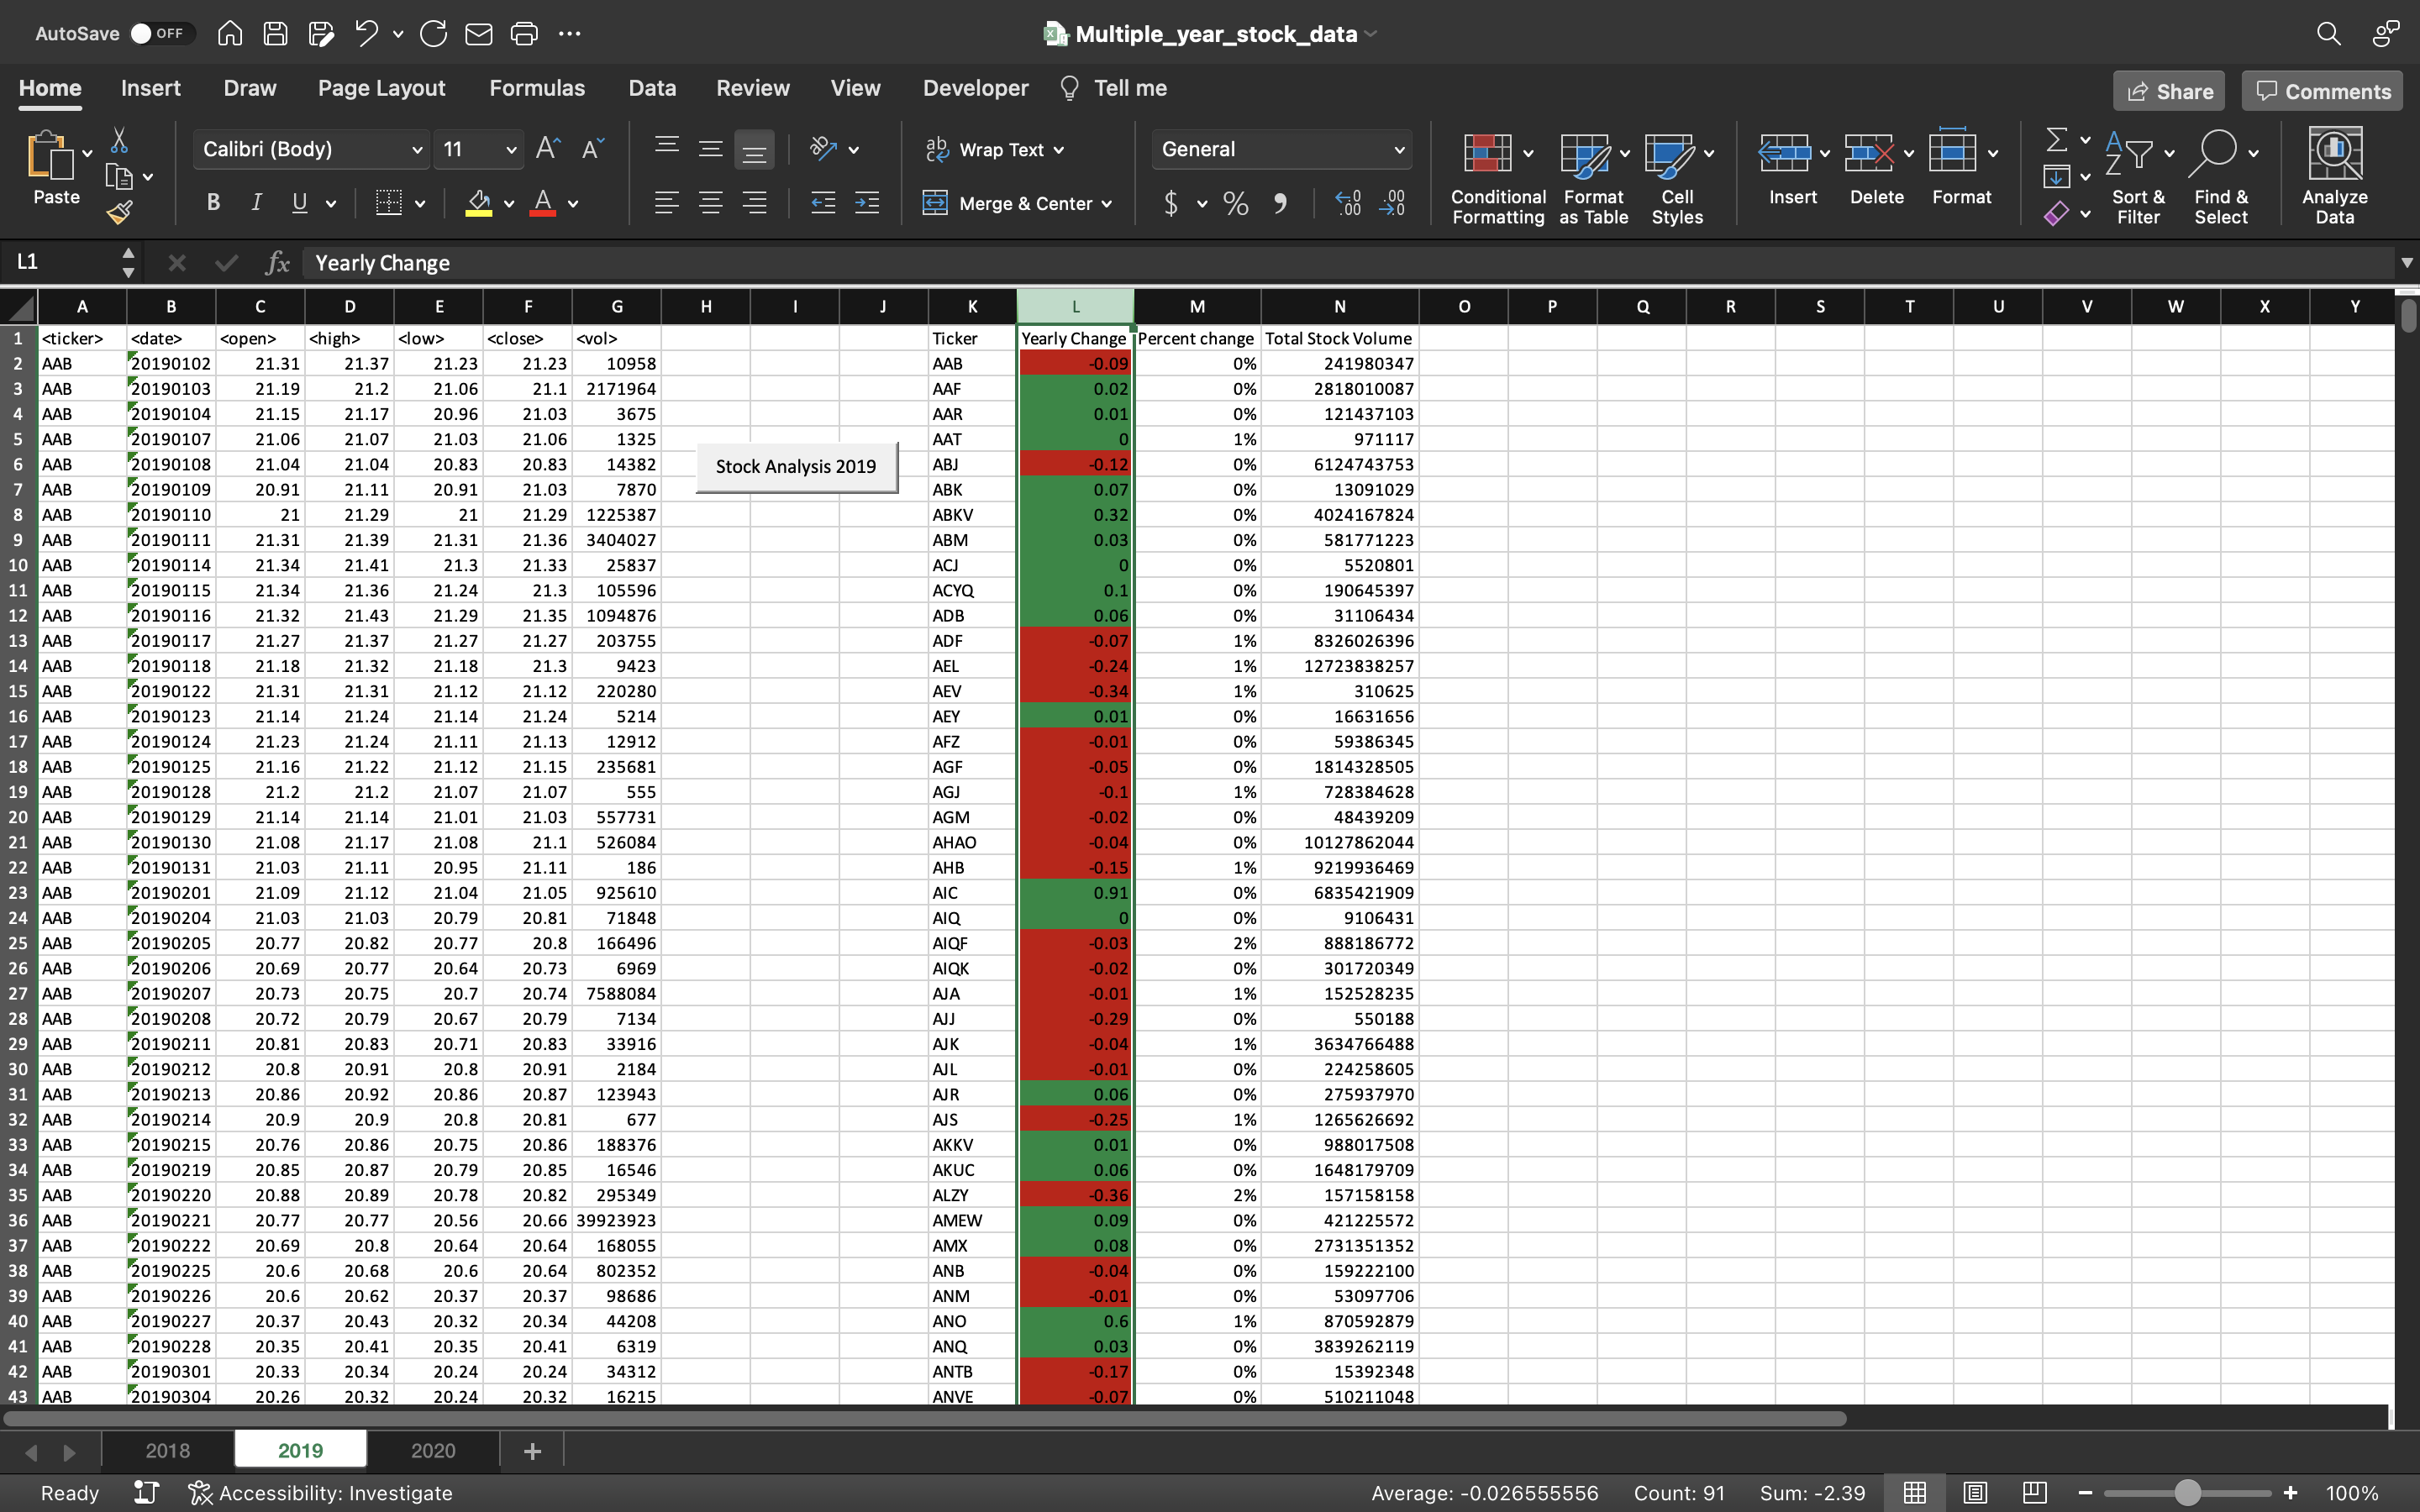 AutoSave OFF Multiple_year_stock_data
Home Insert Draw Page Layout Formulas Data Review View Developer Tell me Share Comments
Paste Calibri (Body) 11 Wrap Text General Conditional Formatting Format as Table Cell Styles Insert Delete Format Sort & Filter Find & Select Analyze Data
B I U A Merge & Center $ % 9
L1 fx Yearly Change
A B C D E F G H I J K L M N O P Q R S T U V W X Y
1 <ticker> <date> <open> <high> <low> <close> <vol> Ticker Yearly Change Percent change Total Stock Volume
2 AAB 20190102 21.31 21.37 21.23 21.23 10958 AAB -0.09 0% 241980347
3 AAB 20190103 21.19 21.2 21.06 21.1 2171964 AAF 0.02 0% 2818010087
4 AAB 20190104 21.15 21.17 20.96 21.03 3675 AAR 0.01 0% 121437103
5 AAB 20190107 21.06 21.07 21.03 21.06 1325 AAT 0 1% 971117
6 AAB 20190108 21.04 21.04 20.83 20.83 14382 Stock Analysis 2019 ABJ -0.12 0% 6124743753
7 AAB 20190109 20.91 21.11 20.91 21.03 7870 ABK 0.07 0% 13091029
8 AAB 20190110 21 21.29 21 21.29 1225387 ABKV 0.32 0% 4024167824
9 AAB 20190111 21.31 21.39 21.31 21.36 3404027 ABM 0.03 0% 581771223
10 AAB 20190114 21.34 21.41 21.3 21.33 25837 ACJ 0 0% 5520801
11 AAB 20190115 21.34 21.36 21.24 21.3 105596 ACYQ 0.1 0% 190645397
12 AAB 20190116 21.32 21.43 21.29 21.35 1094876 ADB 0.06 0% 31106434
13 AAB 20190117 21.27 21.37 21.27 21.27 203755 ADF -0.07 1% 8326026396
14 AAB 20190118 21.18 21.32 21.18 21.3 9423 AEL -0.24 1% 12723838257
15 AAB 20190122 21.31 21.31 21.12 21.12 220280 AEV -0.34 1% 310625
16 AAB 20190123 21.14 21.24 21.14 21.24 5214 AEY 0.01 0% 16631656
17 AAB 20190124 21.23 21.24 21.11 21.13 12912 AFZ -0.01 0% 59386345
18 AAB 20190125 21.16 21.22 21.12 21.15 235681 AGF -0.05 0% 1814328505
19 AAB 20190128 21.2 21.2 21.07 21.07 555 AGJ -0.1 1% 728384628
20 AAB 20190129 21.14 21.14 21.01 21.03 557731 AGM -0.02 0% 48439209
21 AAB 20190130 21.08 21.17 21.08 21.1 526084 AHAO -0.04 0% 10127862044
22 AAB 20190131 21.03 21.11 20.95 21.11 186 AHB -0.15 1% 9219936469
23 AAB 20190201 21.09 21.12 21.04 21.05 925610 AIC 0.91 0% 6835421909
24 AAB 20190204 21.03 21.03 20.79 20.81 71848 AIQ 0 0% 9106431
25 AAB 20190205 20.77 20.82 20.77 20.8 166496 AIQF -0.03 2% 888186772
26 AAB 20190206 20.69 20.77 20.64 20.73 6969 AIQK -0.02 0% 301720349
27 AAB 20190207 20.73 20.75 20.7 20.74 7588084 AJA -0.01 1% 152528235
28 AAB 20190208 20.72 20.79 20.67 20.79 7134 AJJ -0.29 0% 550188
29 AAB 20190211 20.81 20.83 20.71 20.83 33916 AJK -0.04 1% 3634766488
30 AAB 20190212 20.8 20.91 20.8 20.91 2184 AJL -0.01 0% 224258605
31 AAB 20190213 20.86 20.92 20.86 20.87 123943 AJR 0.06 0% 275937970
32 AAB 20190214 20.9 20.9 20.8 20.81 677 AJS -0.25 1% 1265626692
33 AAB 20190215 20.76 20.86 20.75 20.86 188376 AKKV 0.01 0% 988017508
34 AAB 20190219 20.85 20.87 20.79 20.85 16546 AKUC 0.06 0% 1648179709
35 AAB 20190220 20.88 20.89 20.78 20.82 295349 ALZY -0.36 2% 157158158
36 AAB 20190221 20.77 20.77 20.56 20.66 39923923 AMEW 0.09 0% 421225572
37 AAB 20190222 20.69 20.8 20.64 20.64 168055 AMX 0.08 0% 2731351352
38 AAB 20190225 20.6 20.68 20.6 20.64 802352 ANB -0.04 0% 159222100
39 AAB 20190226 20.6 20.62 20.37 20.37 98686 ANM -0.01 0% 53097706
40 AAB 20190227 20.37 20.43 20.32 20.34 44208 ANO 0.6 1% 870592879
41 AAB 20190228 20.35 20.41 20.35 20.41 6319 ANQ 0.03 0% 3839262119
42 AAB 20190301 20.33 20.34 20.24 20.24 34312 ANTB -0.17 0% 15392348
43 AAB 20190304 20.26 20.32 20.24 20.32 16215 ANVE -0.07 0% 510211048
2018 2019 2020 +
Ready Accessibility: Investigate Average: -0.026555556 Count: 91 Sum: -2.39 100%